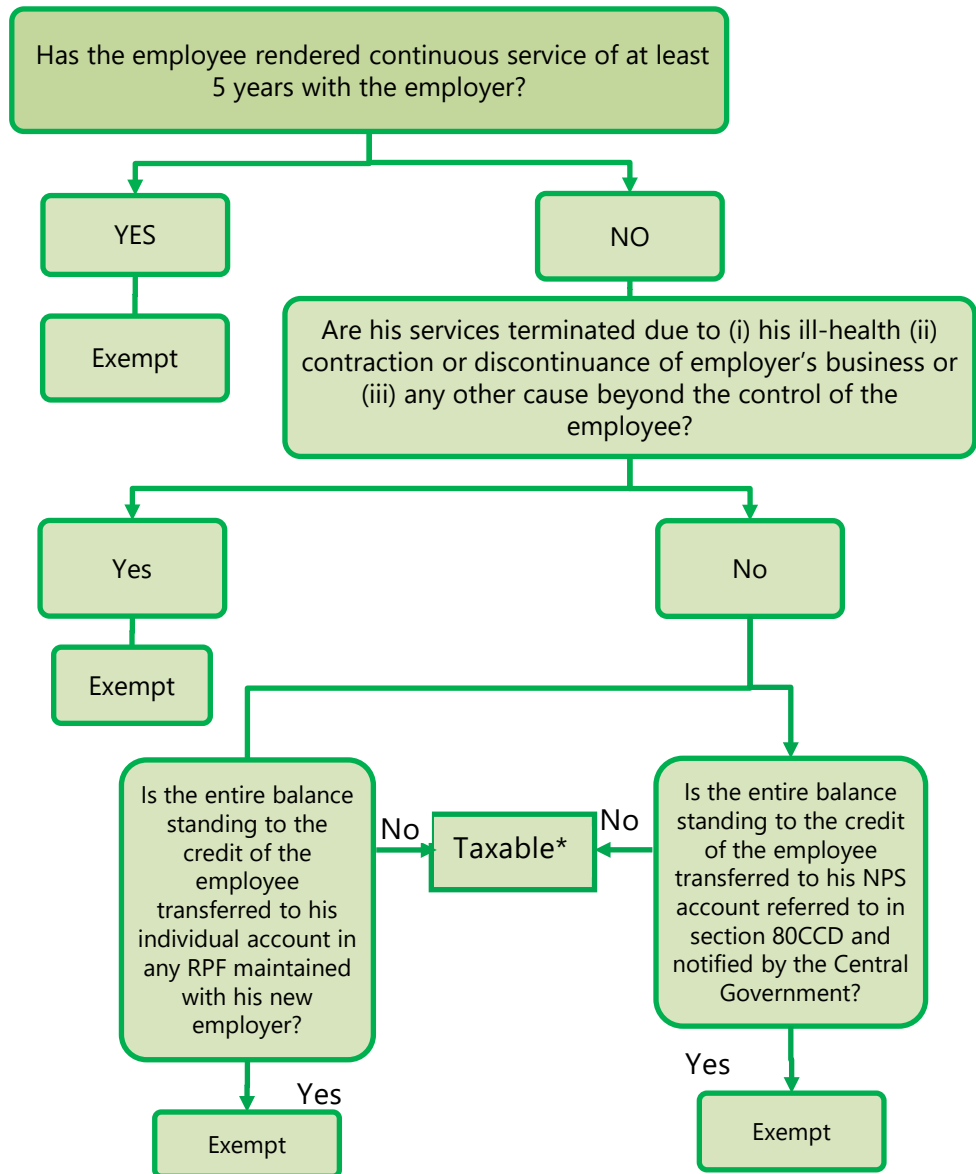 Has the employee rendered continuous service of at least
5 years with the employer?
YES
NO
Exempt
Are his services terminated due to (i) his ill-health (ii)
contraction or discontinuance of employer’s business or
(iii) any other cause beyond the control of the
employee?
Yes
No
Exempt
Is the entire balance
standing to the
credit of the
employee
transferred to his
individual account in
any RPF maintained
with his new
employer?
No
Taxable*
No
Is the entire balance
standing to the credit
of the employee
transferred to his NPS
account referred to in
section 80CCD and
notified by the Central
Government?
Yes
Exempt
Yes
Exempt